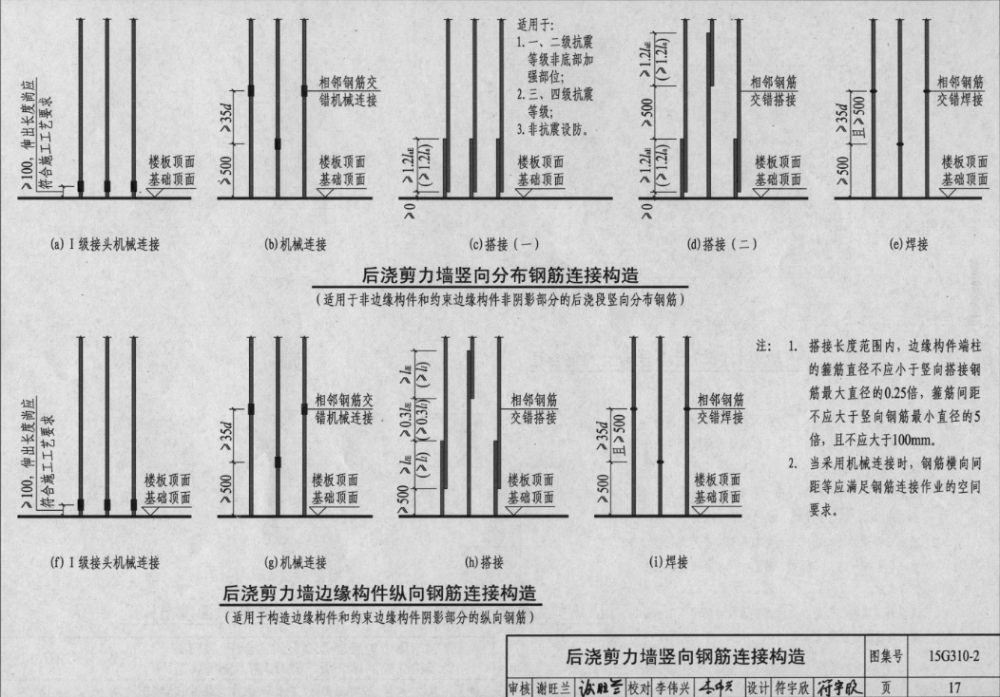 ≥100，伸出长度尚应
符合施工工艺要求
楼板顶面
基础顶面
(a) I 级接头机械连接
≥35d
≥500
相邻钢筋交
错机械连接
楼板顶面
基础顶面
(b)机械连接
适用于：
1.一、二级抗震
等级非底部加
强部位;
2.三、四级抗震
等级;
3.非抗震设防。
≥1.2laE
(≥1.2la)
≥0
楼板顶面
基础顶面
(c)搭接（一）
≥1.2laE
(≥1.2la)
≥500
≥1.2laE
(≥1.2la)
≥0
相邻钢筋
交错搭接
楼板顶面
基础顶面
(d)搭接（二）
≥35d
且≥500
≥500
相邻钢筋
交错焊接
楼板顶面
基础顶面
(e)焊接
后浇剪力墙竖向分布钢筋连接构造
(适用于非边缘构件和约束边缘构件非阴影部分的后浇段竖向分布钢筋)
≥100，伸出长度尚应
符合施工工艺要求
楼板顶面
基础顶面
(f) I 级接头机械连接
≥35d
≥500
相邻钢筋交
错机械连接
楼板顶面
基础顶面
(g)机械连接
≥llE
(≥ll)
≥0.3llE
(≥0.3ll)
≥llE
(≥ll)
≥500
相邻钢筋
交错搭接
楼板顶面
基础顶面
(h)搭接
≥35d
且≥500
≥500
相邻钢筋
交错焊接
楼板顶面
基础顶面
(i)焊接
后浇剪力墙边缘构件纵向钢筋连接构造
(适用于构造边缘构件和约束边缘构件阴影部分的纵向钢筋)
注： 1. 搭接长度范围内，边缘构件端柱
的箍筋直径不应小于竖向搭接钢
筋最大直径的0.25倍，箍筋间距
不应大于竖向钢筋最小直径的5
倍，且不应大于100mm。
2. 当采用机械连接时，钢筋横向间
距等应满足钢筋连接作业的空间
要求。
后浇剪力墙竖向钢筋连接构造 图集号 15G310-2
审核 谢旺兰 校对 李伟兴 设计 符宇欣 符宇欣 页 17